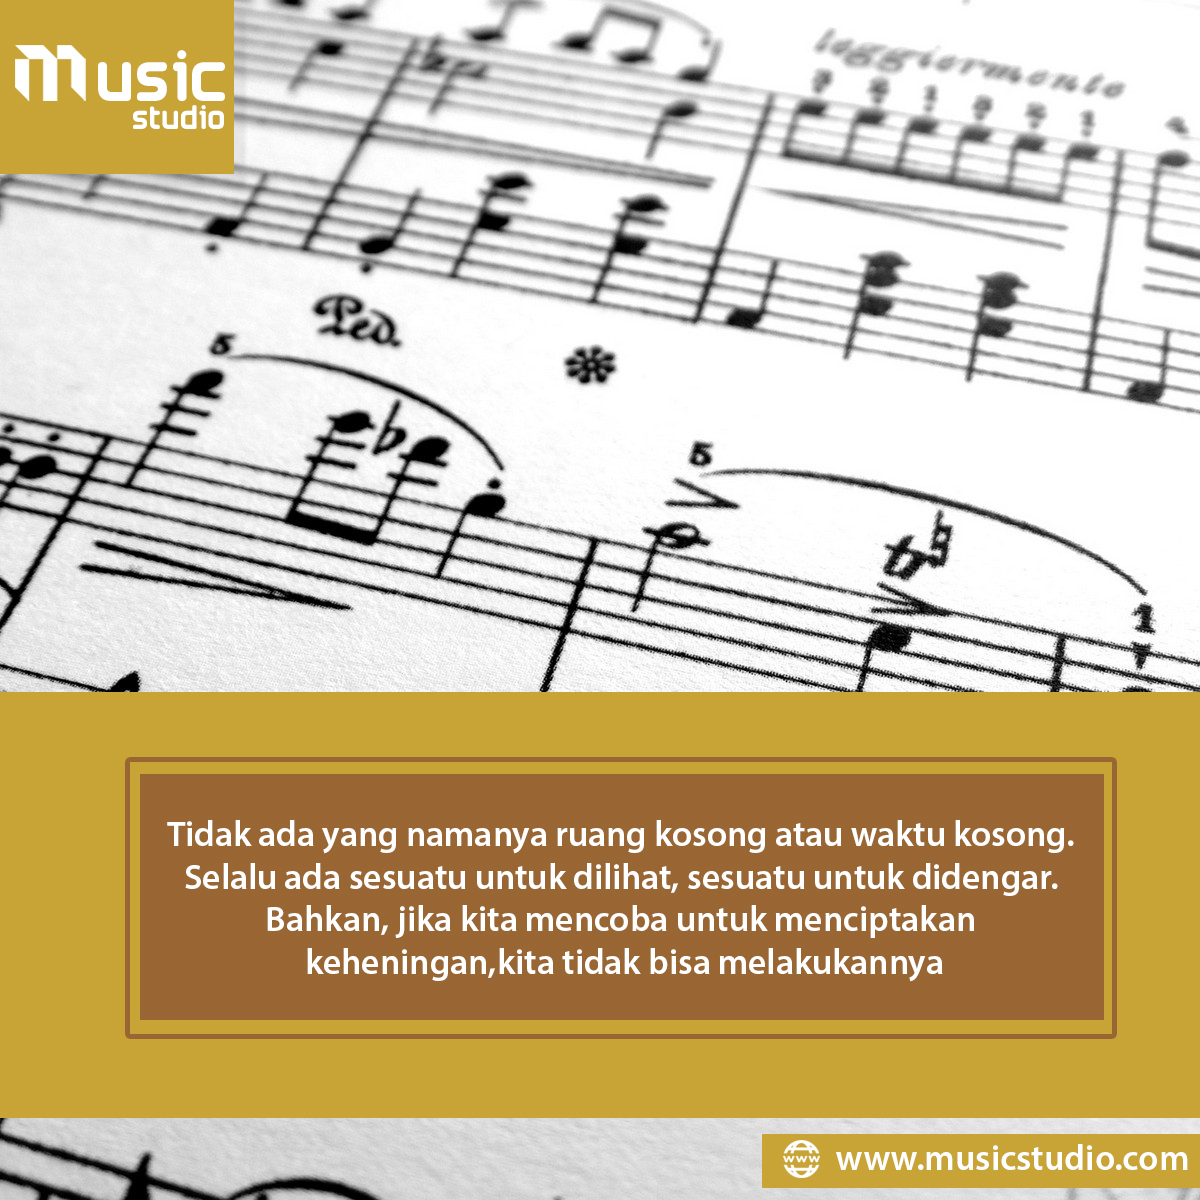 Music
studio
leggiermente
3 2 1 3 2 1 4
Ped.
5
5
tr
1
Tidak ada yang namanya ruang kosong atau waktu kosong.
Selalu ada sesuatu untuk dilihat, sesuatu untuk didengar.
Bahkan, jika kita mencoba untuk menciptakan
keheningan,kita tidak bisa melakukannya
www
www.musicstudio.com